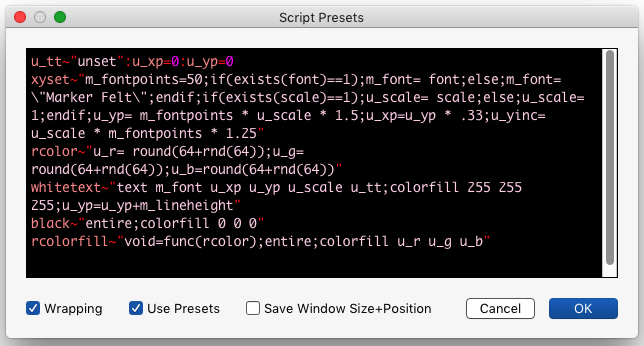 Script Presets
u_tt~"unset":u_xp=0:u_yp=0
xyset~"m_fontpoints=50;if(exists(font)==1);m_font= font;else;m_font=
\"Marker Felt\";endif;if(exists(scale)==1);u_scale= scale;else;u_scale=
1;endif;u_yp= m_fontpoints * u_scale * 1.5;u_xp=u_yp * .33;u_yinc=
u_scale * m_fontpoints * 1.25"
rcolor~"u_r= round(64+rnd(64));u_g=
round(64+rnd(64));u_b=round(64+rnd(64))"
whitetext~"text m_font u_xp u_yp u_scale u_tt;colorfill 255 255
255;u_yp=u_yp+m_lineheight"
black~"entire;colorfill 0 0 0"
rcolorfill~"void=func(rcolor);entire;colorfill u_r u_g u_b"
Wrapping Use Presets Save Window Size+Position Cancel OK